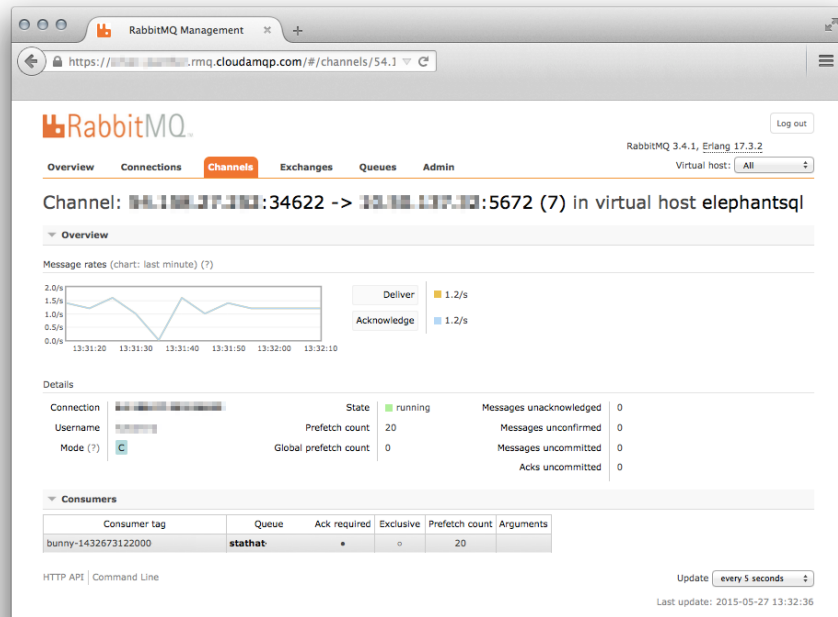 RabbitMQ Management
https:// .rmq.cloudamqp.com/#/channels/54.1
RabbitMQ
Log out
RabbitMQ 3.4.1, Erlang 17.3.2
Overview Connections Channels Exchanges Queues Admin
Virtual host: All
Channel: :34622 -> :5672 (7) in virtual host elephantsql
Overview
Message rates (chart: last minute) (?)
2.0/s
1.5/s
1.0/s
0.5/s
0.0/s
13:31:20 13:31:30 13:31:40 13:31:50 13:32:00 13:32:10
Deliver 1.2/s
Acknowledge 1.2/s
Details
Connection State running Messages unacknowledged 0
Username Prefetch count 20 Messages unconfirmed 0
Mode (?) C Global prefetch count 0 Messages uncommitted 0
Acks uncommitted 0
Consumers
Consumer tag Queue Ack required Exclusive Prefetch count Arguments
bunny-1432673122000 stathat 20
HTTP API Command Line
Update every 5 seconds
Last update: 2015-05-27 13:32:36